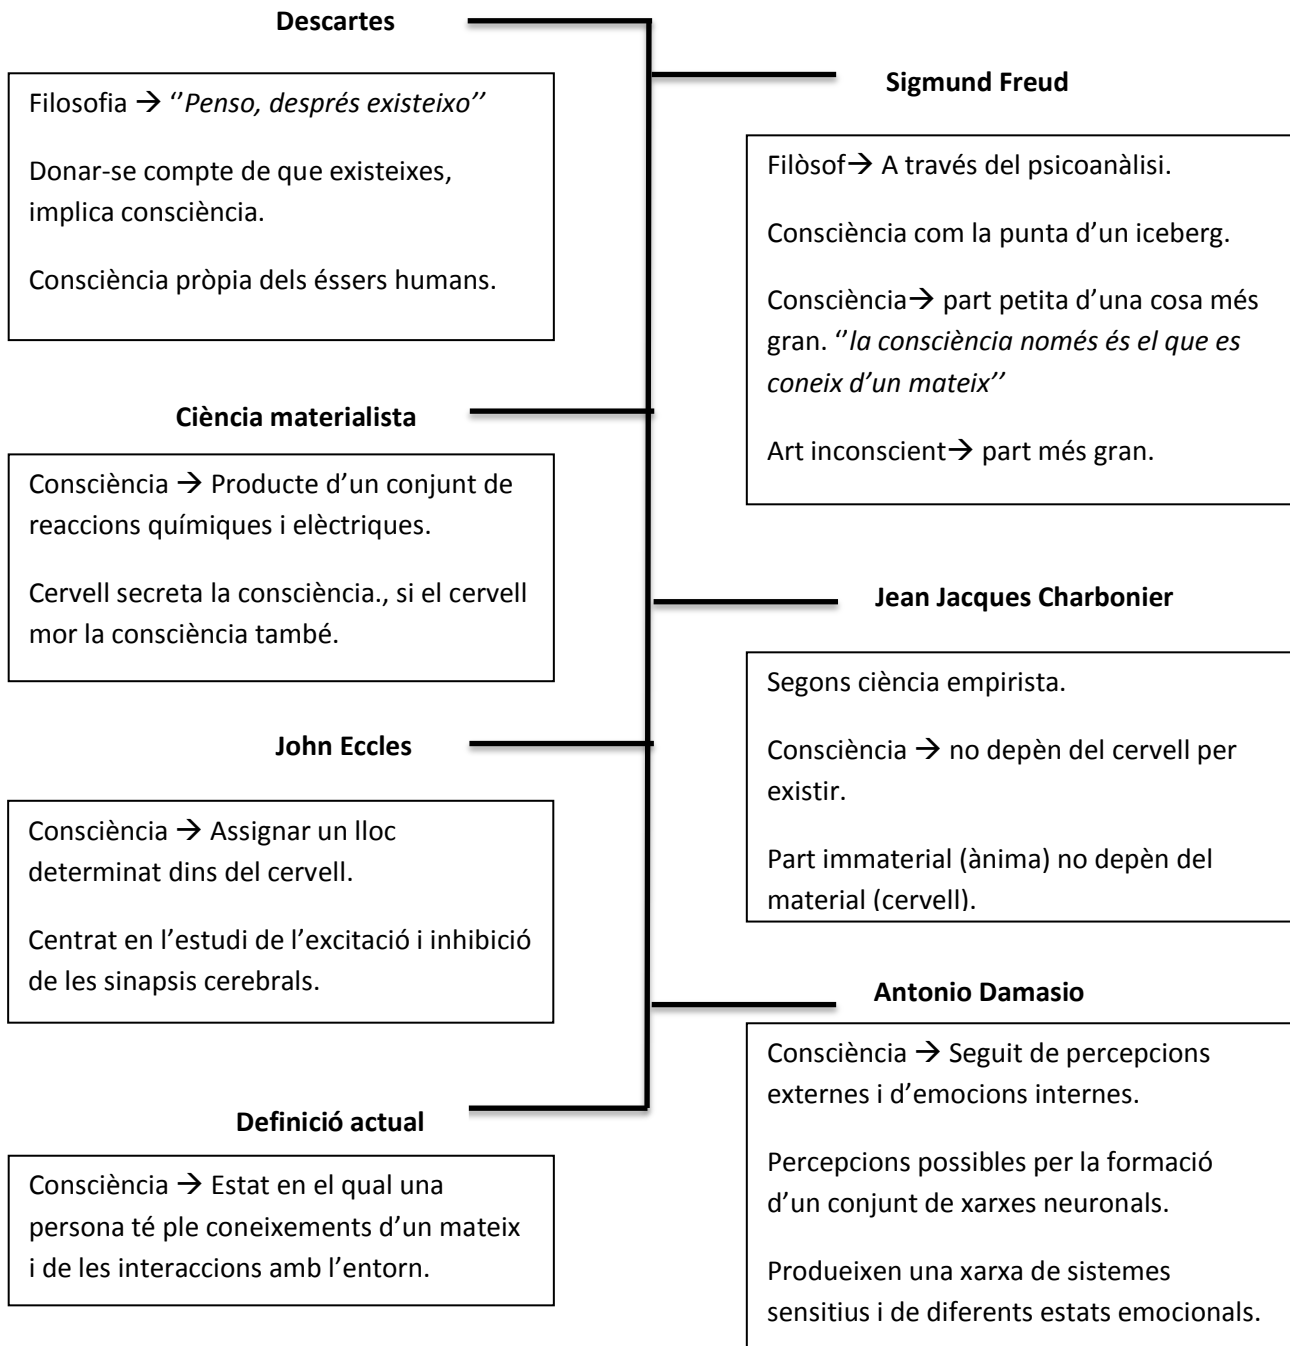 Descartes
Filosofia → ‘’Penso, després existeixo’’
Donar-se compte de que existeixes,
implica consciència.
Consciència pròpia dels éssers humans.
Sigmund Freud
Filòsof→ A través del psicoanàlisi.
Consciència com la punta d’un iceberg.
Consciència→ part petita d’una cosa més
gran. ‘’la consciència només és el que es
coneix d’un mateix’’
Art inconscient→ part més gran.
Ciència materialista
Consciència → Producte d’un conjunt de
reaccions químiques i elèctriques.
Cervell secreta la consciència., si el cervell
mor la consciència també.
Jean Jacques Charbonier
Segons ciència empirista.
Consciència → no depèn del cervell per
existir.
Part immaterial (ànima) no depèn del
material (cervell).
John Eccles
Consciència → Assignar un lloc
determinat dins del cervell.
Centrat en l’estudi de l’excitació i inhibició
de les sinapsis cerebrals.
Antonio Damasio
Consciència → Seguit de percepcions
externes i d’emocions internes.
Percepcions possibles per la formació
d’un conjunt de xarxes neuronals.
Produeixen una xarxa de sistemes
sensitius i de diferents estats emocionals.
Definició actual
Consciència → Estat en el qual una
persona té ple coneixements d’un mateix
i de les interaccions amb l’entorn.